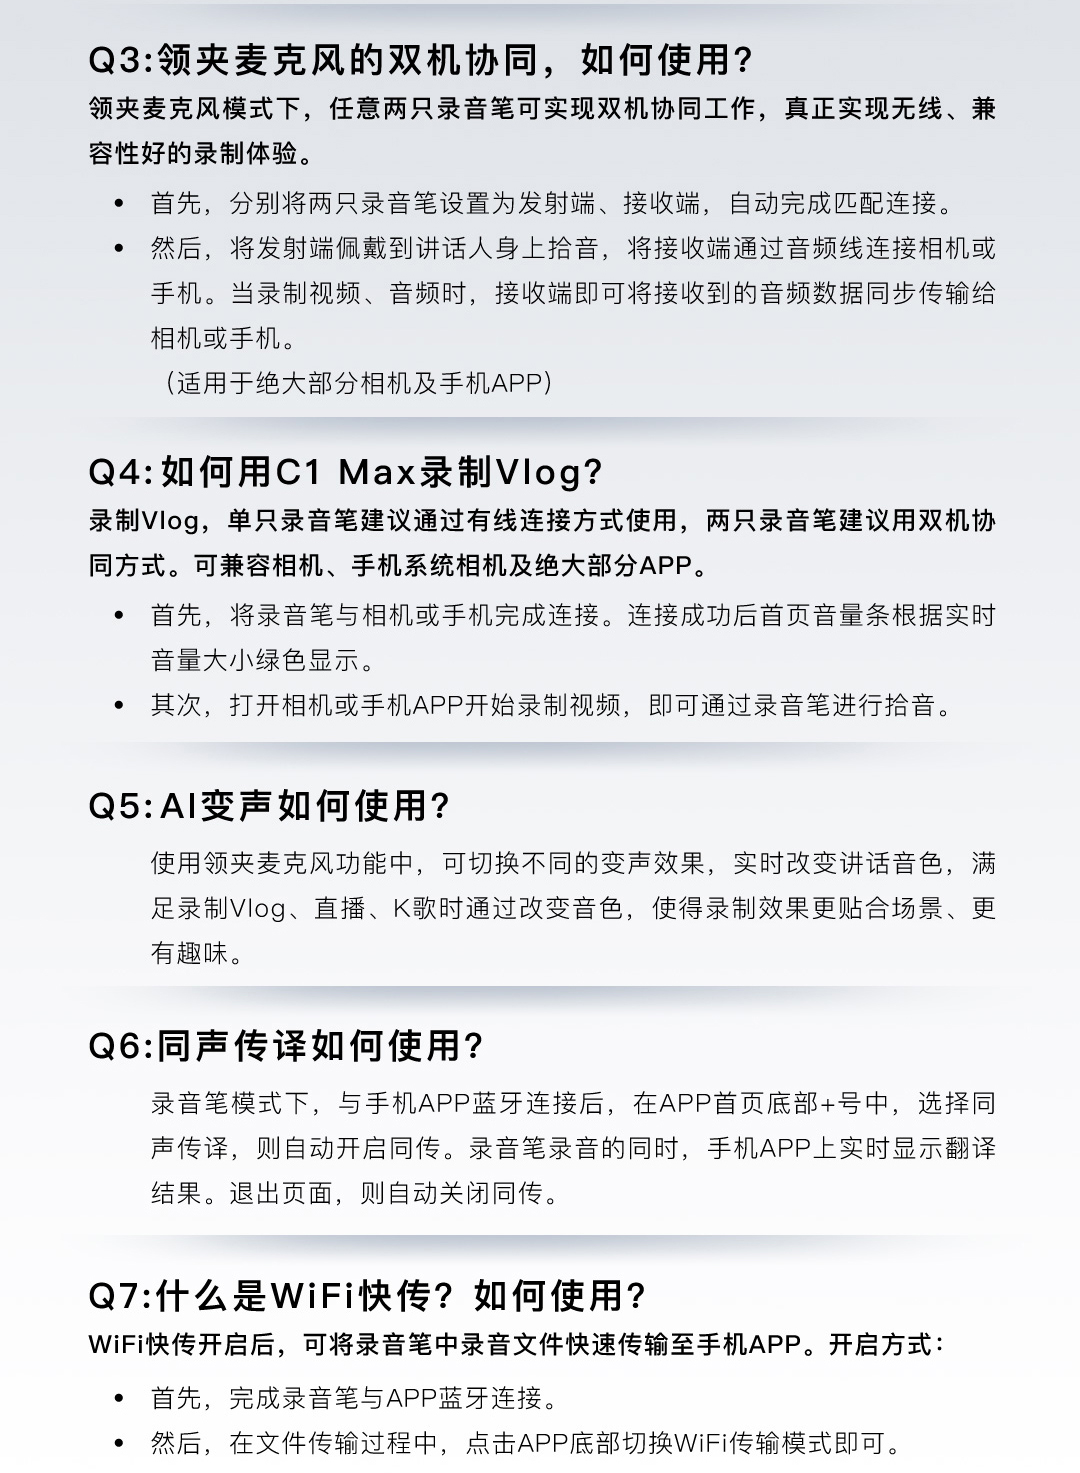 Q3:领夹麦克风的双机协同，如何使用?
领夹麦克风模式下，任意两只录音笔可实现双机协同工作，真正实现无线、兼
容性好的录制体验。
• 首先，分别将两只录音笔设置为发射端、接收端，自动完成匹配连接。
• 然后，将发射端佩戴到讲话人身上拾音，将接收端通过音频线连接相机或
手机。当录制视频、音频时，接收端即可将接收到的音频数据同步传输给
相机或手机。
（适用于绝大部分相机及手机APP）
Q4:如何用C1 Max录制Vlog?
录制Vlog，单只录音笔建议通过有线连接方式使用，两只录音笔建议用双机协
同方式。可兼容相机、手机系统相机及绝大部分APP。
• 首先，将录音笔与相机或手机完成连接。连接成功后首页音量条根据实时
音量大小绿色显示。
• 其次，打开相机或手机APP开始录制视频，即可通过录音笔进行拾音。
Q5:AI变声如何使用?
使用领夹麦克风功能中，可切换不同的变声效果，实时改变讲话音色，满
足录制Vlog、直播、K歌时通过改变音色，使得录制效果更贴合场景、更
有趣味。
Q6:同声传译如何使用?
录音笔模式下，与手机APP蓝牙连接后，在APP首页底部+号中，选择同
声传译，则自动开启同传。录音笔录音的同时，手机APP上实时显示翻译
结果。退出页面，则自动关闭同传。
Q7:什么是WiFi快传? 如何使用?
WiFi快传开启后，可将录音笔中录音文件快速传输至手机APP。开启方式：
• 首先，完成录音笔与APP蓝牙连接。
• 然后，在文件传输过程中，点击APP底部切换WiFi传输模式即可。